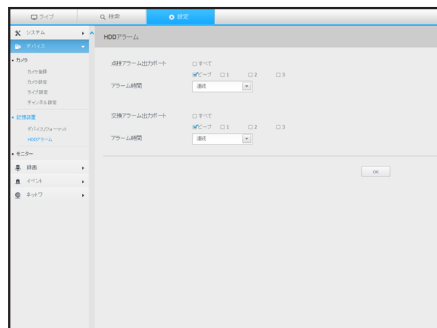 ライブ
検索
設定
システム
デバイス
カメラ
カメラ登録
カメラ設定
ライブ設定
チャンネル設定
記録装置
デバイス/フォーマット
HDDアラーム
モニター
録画
イベント
ネットワ
HDDアラーム
点検アラーム出力ポート
すべて
ビープ 1 2 3
アラーム時間
連続
交換アラーム出力ポート
すべて
ビープ 1 2 3
アラーム時間
連続
OK